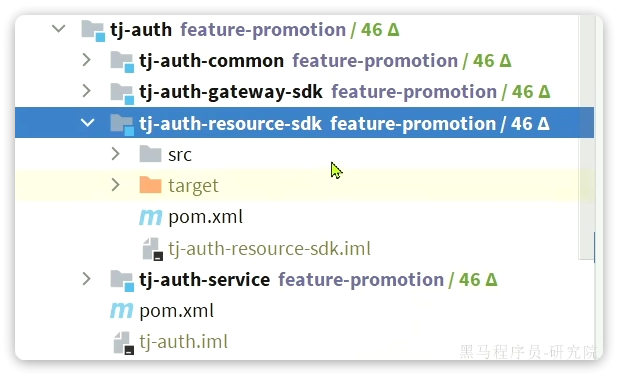 tj-auth feature-promotion / 46 Δ
tj-auth-common feature-promotion / 46 Δ
tj-auth-gateway-sdk feature-promotion / 46 Δ
tj-auth-resource-sdk feature-promotion / 46 Δ
src
target
pom.xml
tj-auth-resource-sdk.iml
tj-auth-service feature-promotion / 46 Δ
pom.xml
tj-auth.iml
黑马程序员-研究院